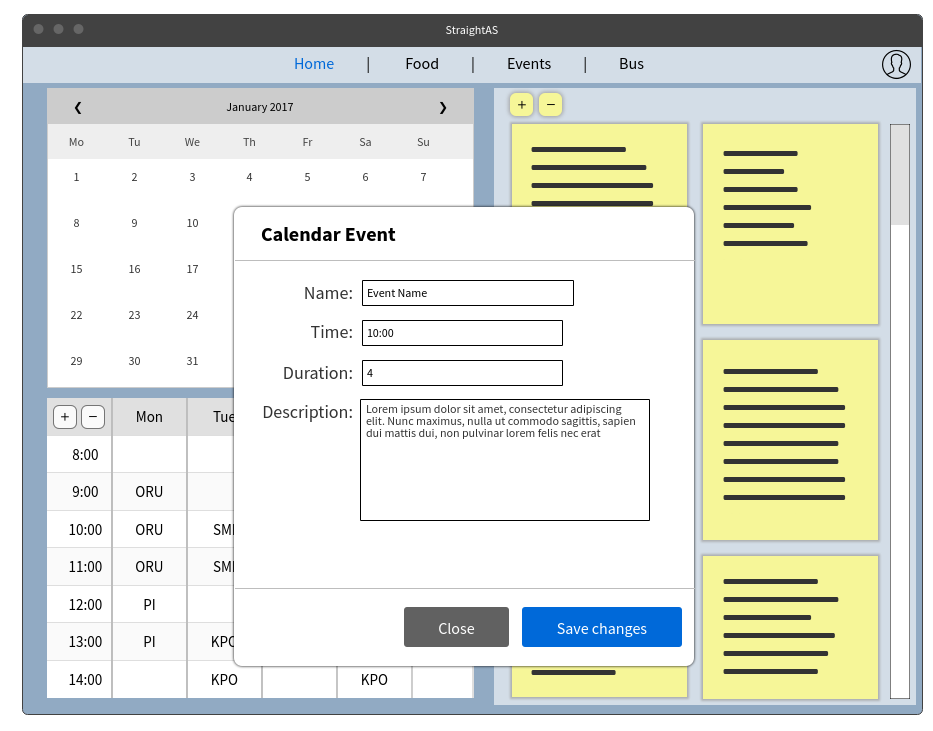 StraightAS
Home | Food | Events | Bus
❮ January 2017 ❯
Mo Tu We Th Fr Sa Su
1 2 3 4 5 6 7
8 9 10
15 16 17
22 23 24
29 30 31
+ −
Calendar Event
Name: Event Name
Time: 10:00
Duration: 4
Description: Lorem ipsum dolor sit amet, consectetur adipiscing
elit. Nunc maximus, nulla ut commodo sagittis, sapien
dui mattis dui, non pulvinar lorem felis nec erat
Close Save changes
+ − Mon Tue
8:00
9:00 ORU
10:00 ORU
11:00 ORU
12:00 PI
13:00 PI KPO
14:00 KPO KPO